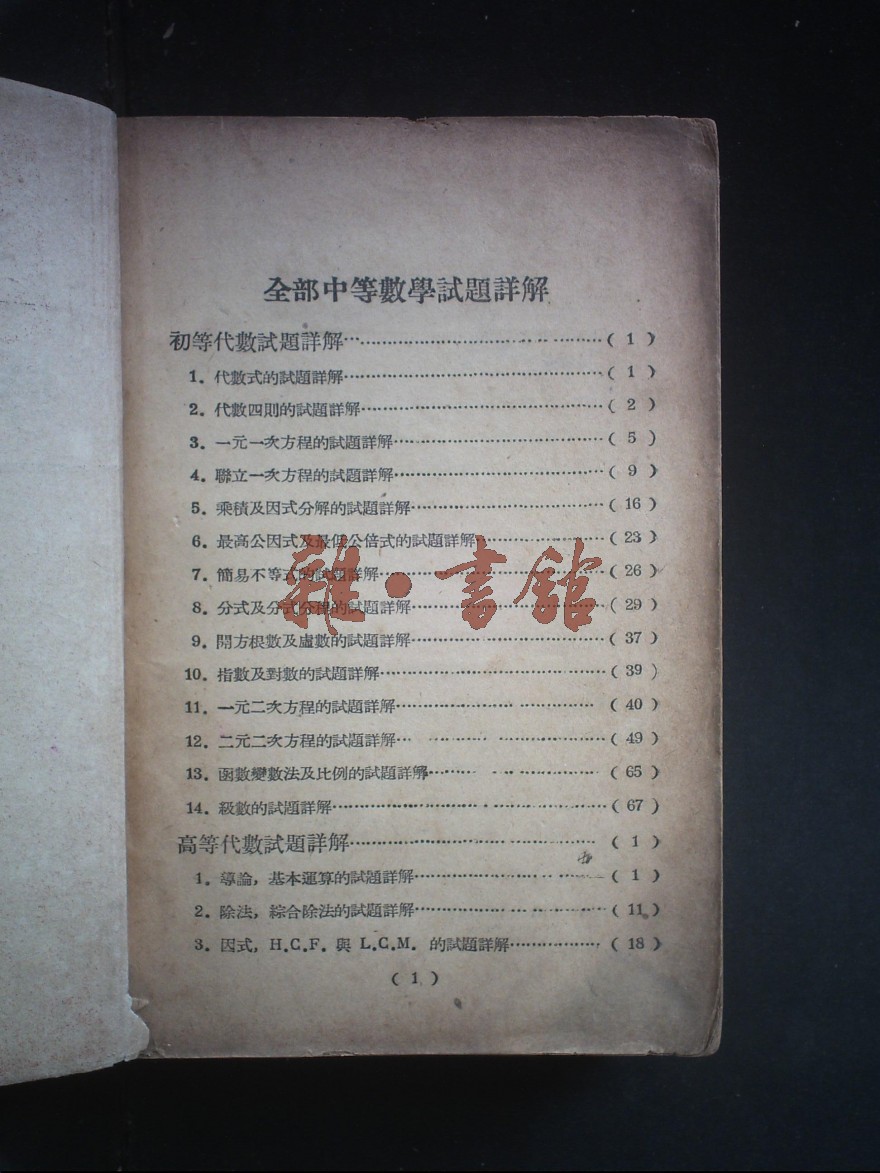 全部中等數學試題詳解
初等代數試題詳解………………………………( 1 )
1. 代數式的試題詳解………………………………( 1 )
2. 代數四則的試題詳解………………………………( 2 )
3. 一元一次方程的試題詳解………………………………( 5 )
4. 聯立一次方程的試題詳解………………………………( 9 )
5. 乘積及因式分解的試題詳解………………………………( 16 )
6. 最高公因式及最低公倍式的試題詳解………………………………( 23 )
7. 簡易不等式的試題詳解………………………………( 26 )
8. 分式及分式分程的試題詳解………………………………( 29 )
9. 開方根數及虛數的試題詳解………………………………( 37 )
10. 指數及對數的試題詳解………………………………( 39 )
11. 一元二次方程的試題詳解………………………………( 40 )
12. 二元二次方程的試題詳解………………………………( 49 )
13. 函數變數法及比例的試題詳解………………………………( 65 )
14. 級數的試題詳解………………………………( 67 )
高等代數試題詳解………………………………( 1 )
1. 導論, 基本運算的試題詳解………………………………( 1 )
2. 除法, 綜合除法的試題詳解………………………………( 11 )
3. 因式, H.C.F. 與 L.C.M. 的試題詳解………………( 18 )
( 1 )
雜·書館